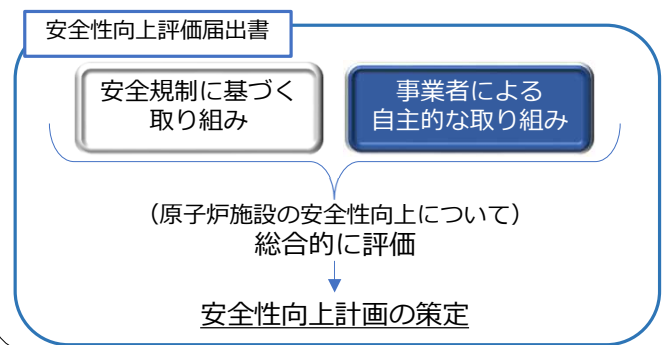 安全性向上評価届出書
安全規制に基づく
取り組み
事業者による
自主的な取り組み
（原子炉施設の安全性向上について）
総合的に評価
安全性向上計画の策定